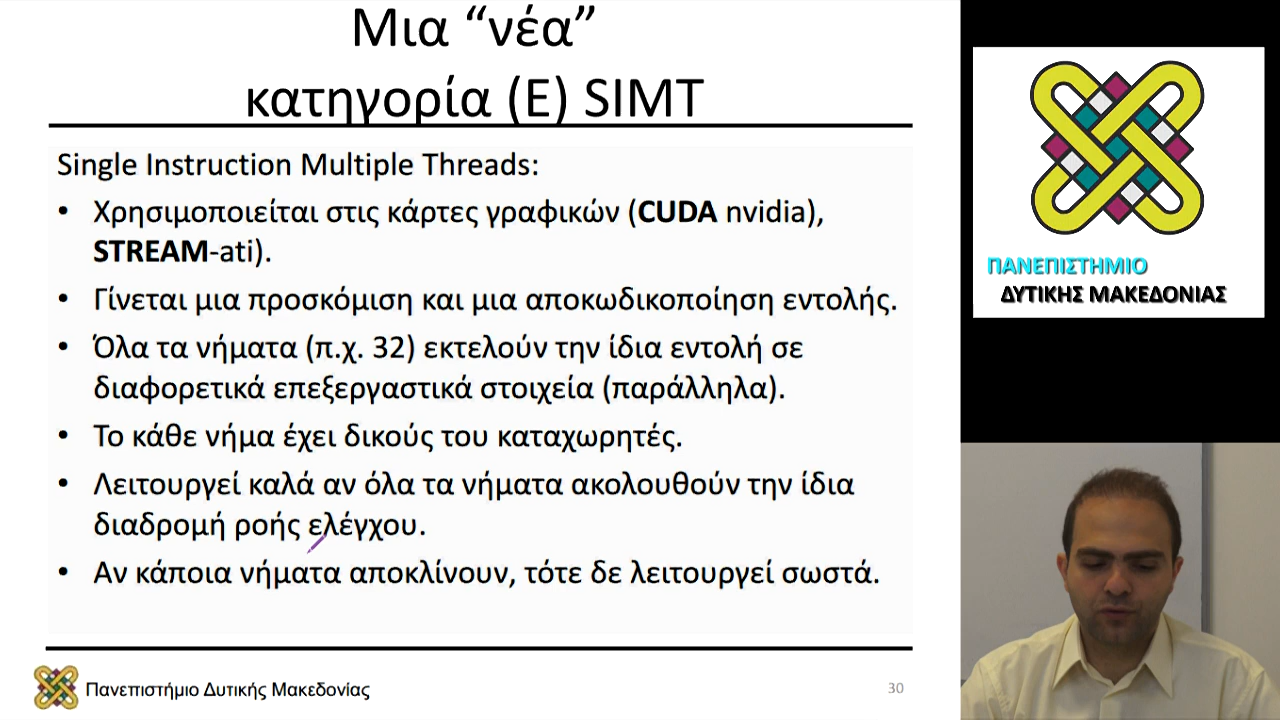 Μια “νέα”
κατηγορία (Ε) SIMT
Single Instruction Multiple Threads:
• Χρησιμοποιείται στις κάρτες γραφικών (CUDA nvidia),
STREAM-ati).
• Γίνεται μια προσκόμιση και μια αποκωδικοποίηση εντολής.
• Όλα τα νήματα (π.χ. 32) εκτελούν την ίδια εντολή σε
διαφορετικά επεξεργαστικά στοιχεία (παράλληλα).
• Το κάθε νήμα έχει δικούς του καταχωρητές.
• Λειτουργεί καλά αν όλα τα νήματα ακολουθούν την ίδια
διαδρομή ροής ελέγχου.
• Αν κάποια νήματα αποκλίνουν, τότε δε λειτουργεί σωστά.
Πανεπιστήμιο Δυτικής Μακεδονίας
30
ΠΑΝΕΠΙΣΤΗΜΙΟ
ΔΥΤΙΚΗΣ ΜΑΚΕΔΟΝΙΑΣ